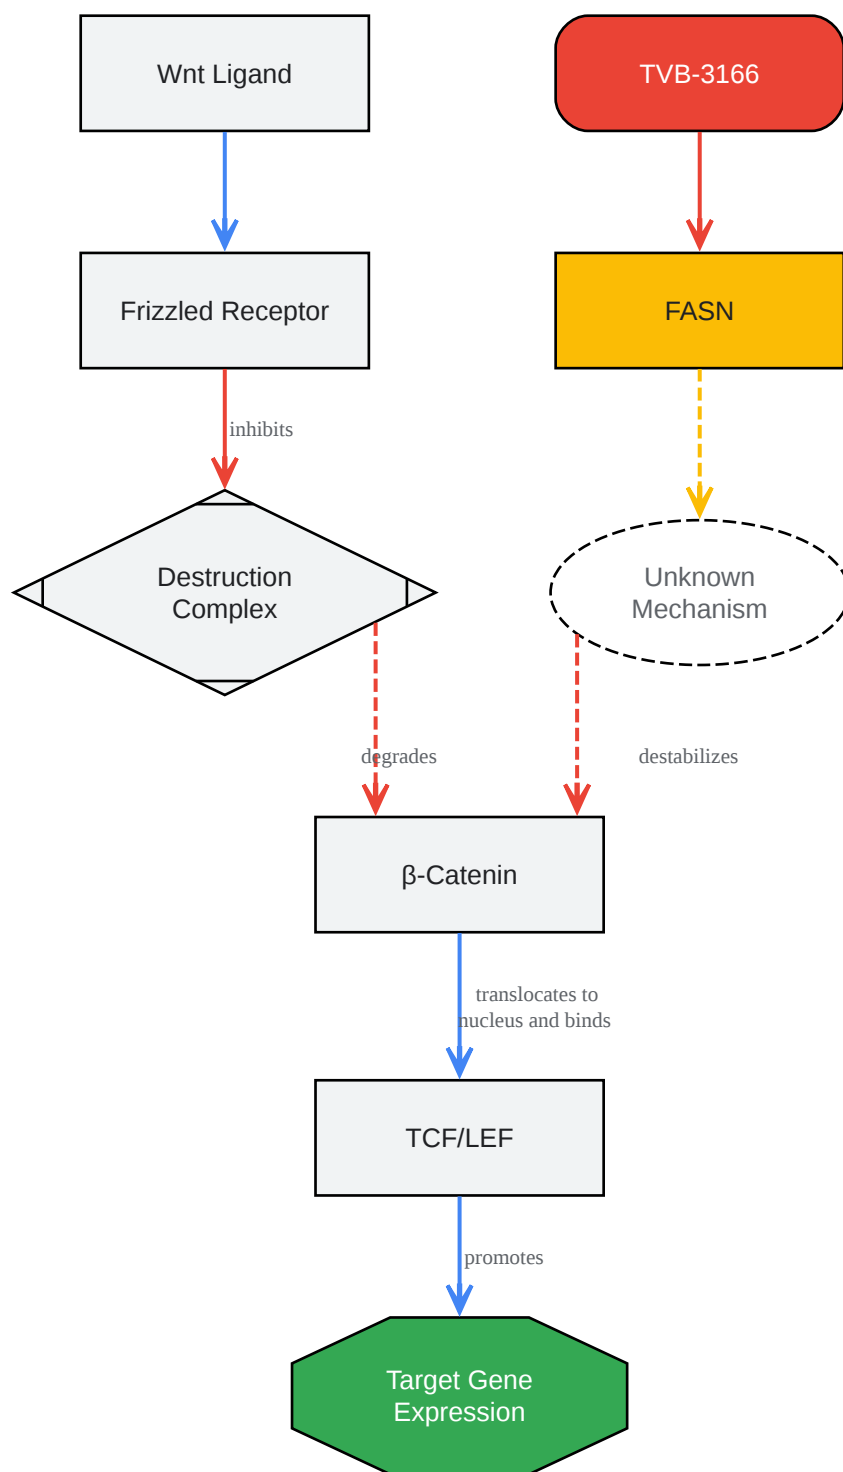 Wnt Ligand
TVB-3166
Frizzled Receptor
FASN
inhibits
Destruction
Complex
Unknown
Mechanism
degrades
destabilizes
β-Catenin
translocates to
nucleus and binds
TCF/LEF
promotes
Target Gene
Expression